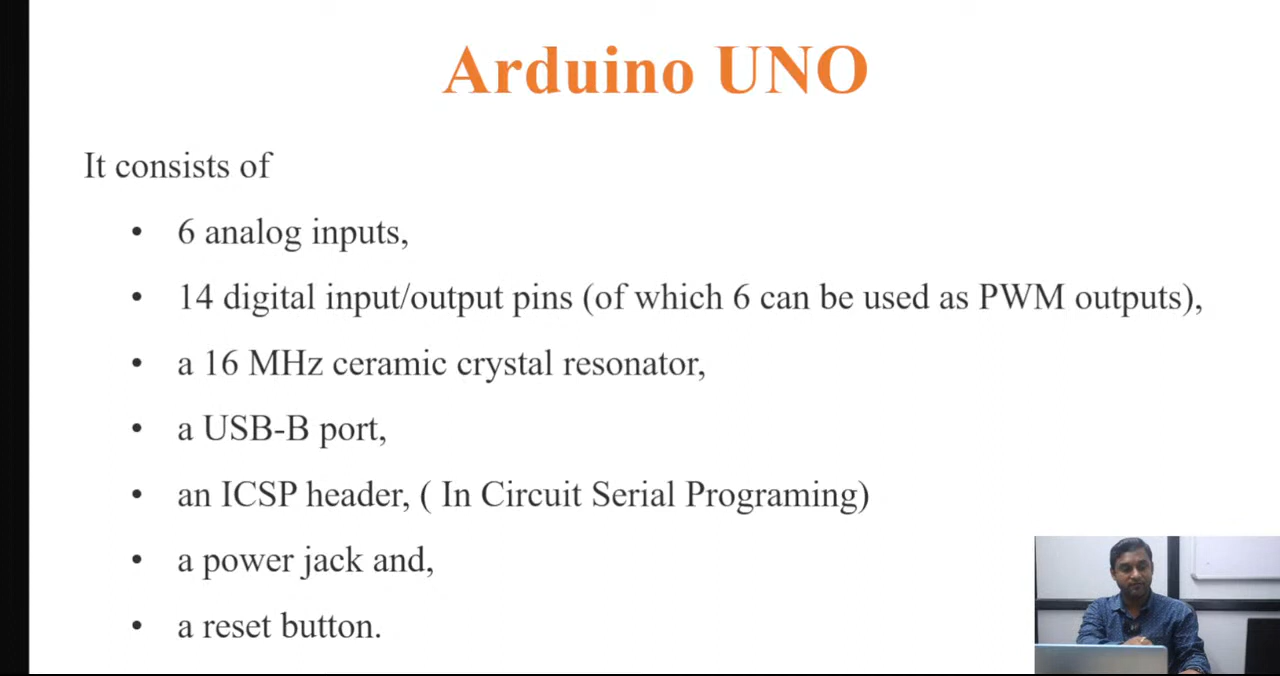 Arduino UNO
It consists of
• 6 analog inputs,
• 14 digital input/output pins (of which 6 can be used as PWM outputs),
• a 16 MHz ceramic crystal resonator,
• a USB-B port,
• an ICSP header, ( In Circuit Serial Programing)
• a power jack and,
• a reset button.